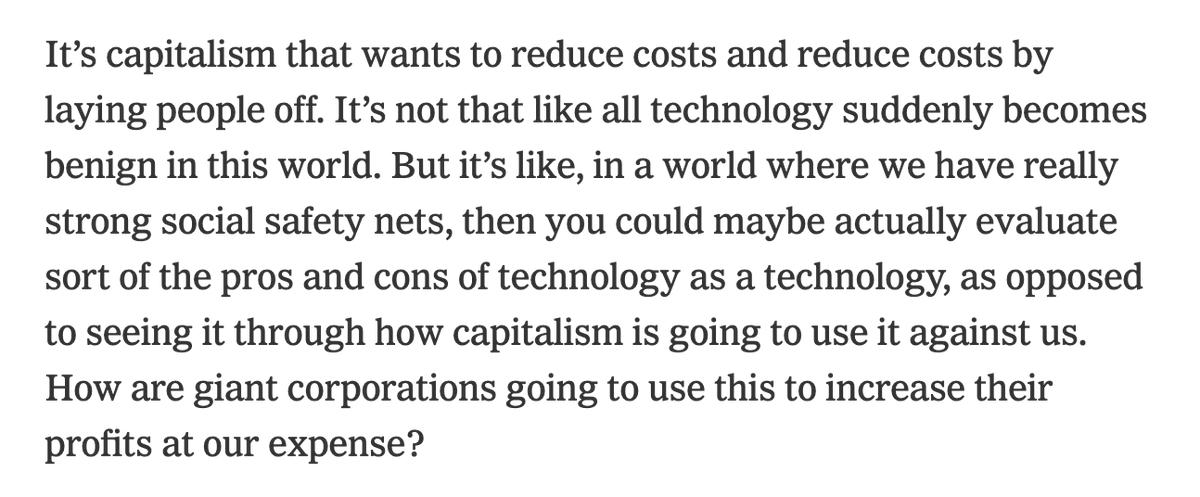 It’s capitalism that wants to reduce costs and reduce costs by
laying people off. It’s not that like all technology suddenly becomes
benign in this world. But it’s like, in a world where we have really
strong social safety nets, then you could maybe actually evaluate
sort of the pros and cons of technology as a technology, as opposed
to seeing it through how capitalism is going to use it against us.
How are giant corporations going to use this to increase their
profits at our expense?